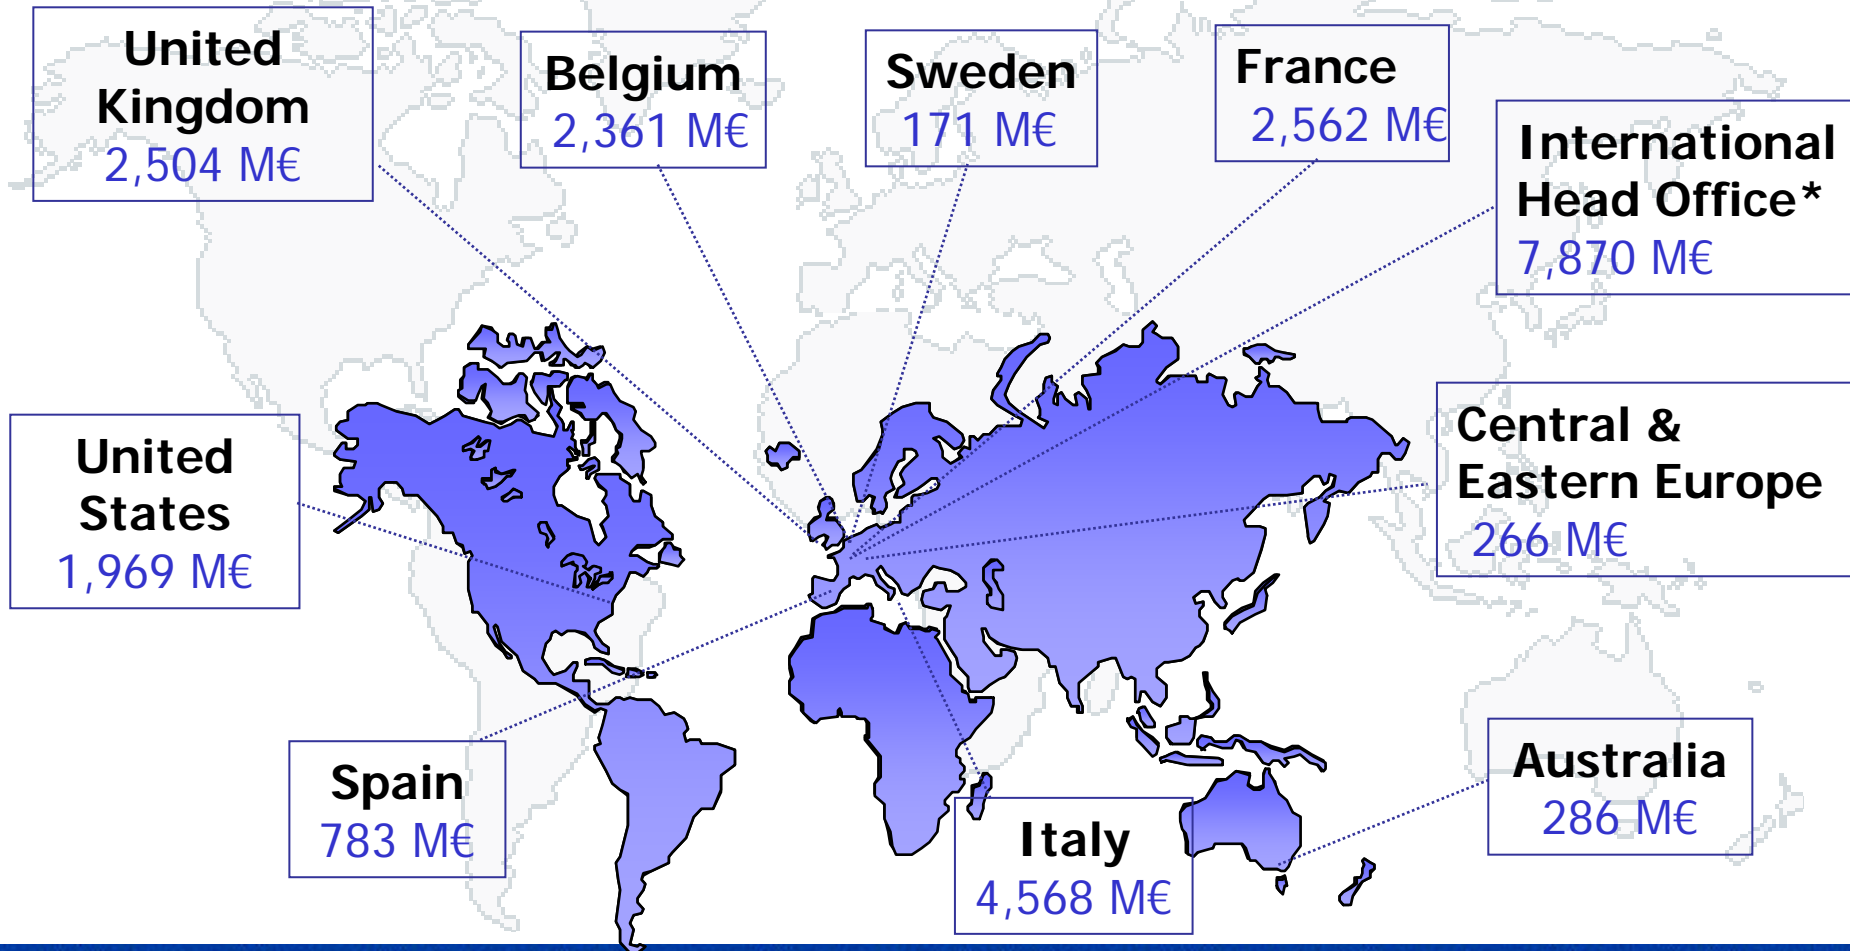 United
Kingdom
2,504 M€
Belgium
2,361 M€
Sweden
171 M€
France
2,562 M€
International
Head Office*
7,870 M€
United
States
1,969 M€
Central &
Eastern Europe
266 M€
Spain
783 M€
Italy
4,568 M€
Australia
286 M€